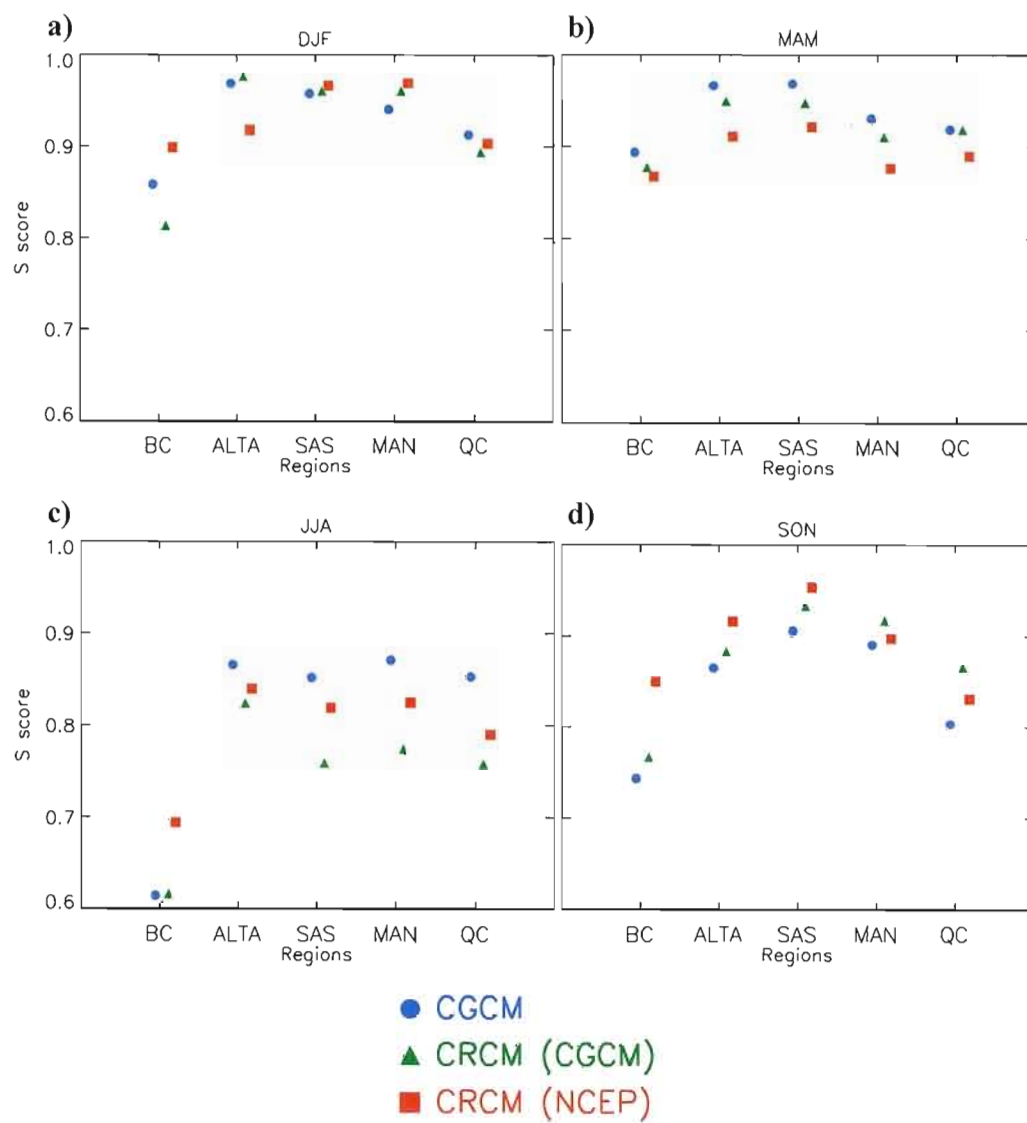 a)
DJF
1.0
0.9
0.8
0.7
0.6
S score
BC ALTA SAS MAN QC
Regions
b)
MAM
BC ALTA SAS MAN QC
Regions
c)
JJA
1.0
0.9
0.8
0.7
0.6
S score
BC ALTA SAS MAN QC
Regions
d)
SON
BC ALTA SAS MAN QC
Regions
CGCM
CRCM (CGCM)
CRCM (NCEP)